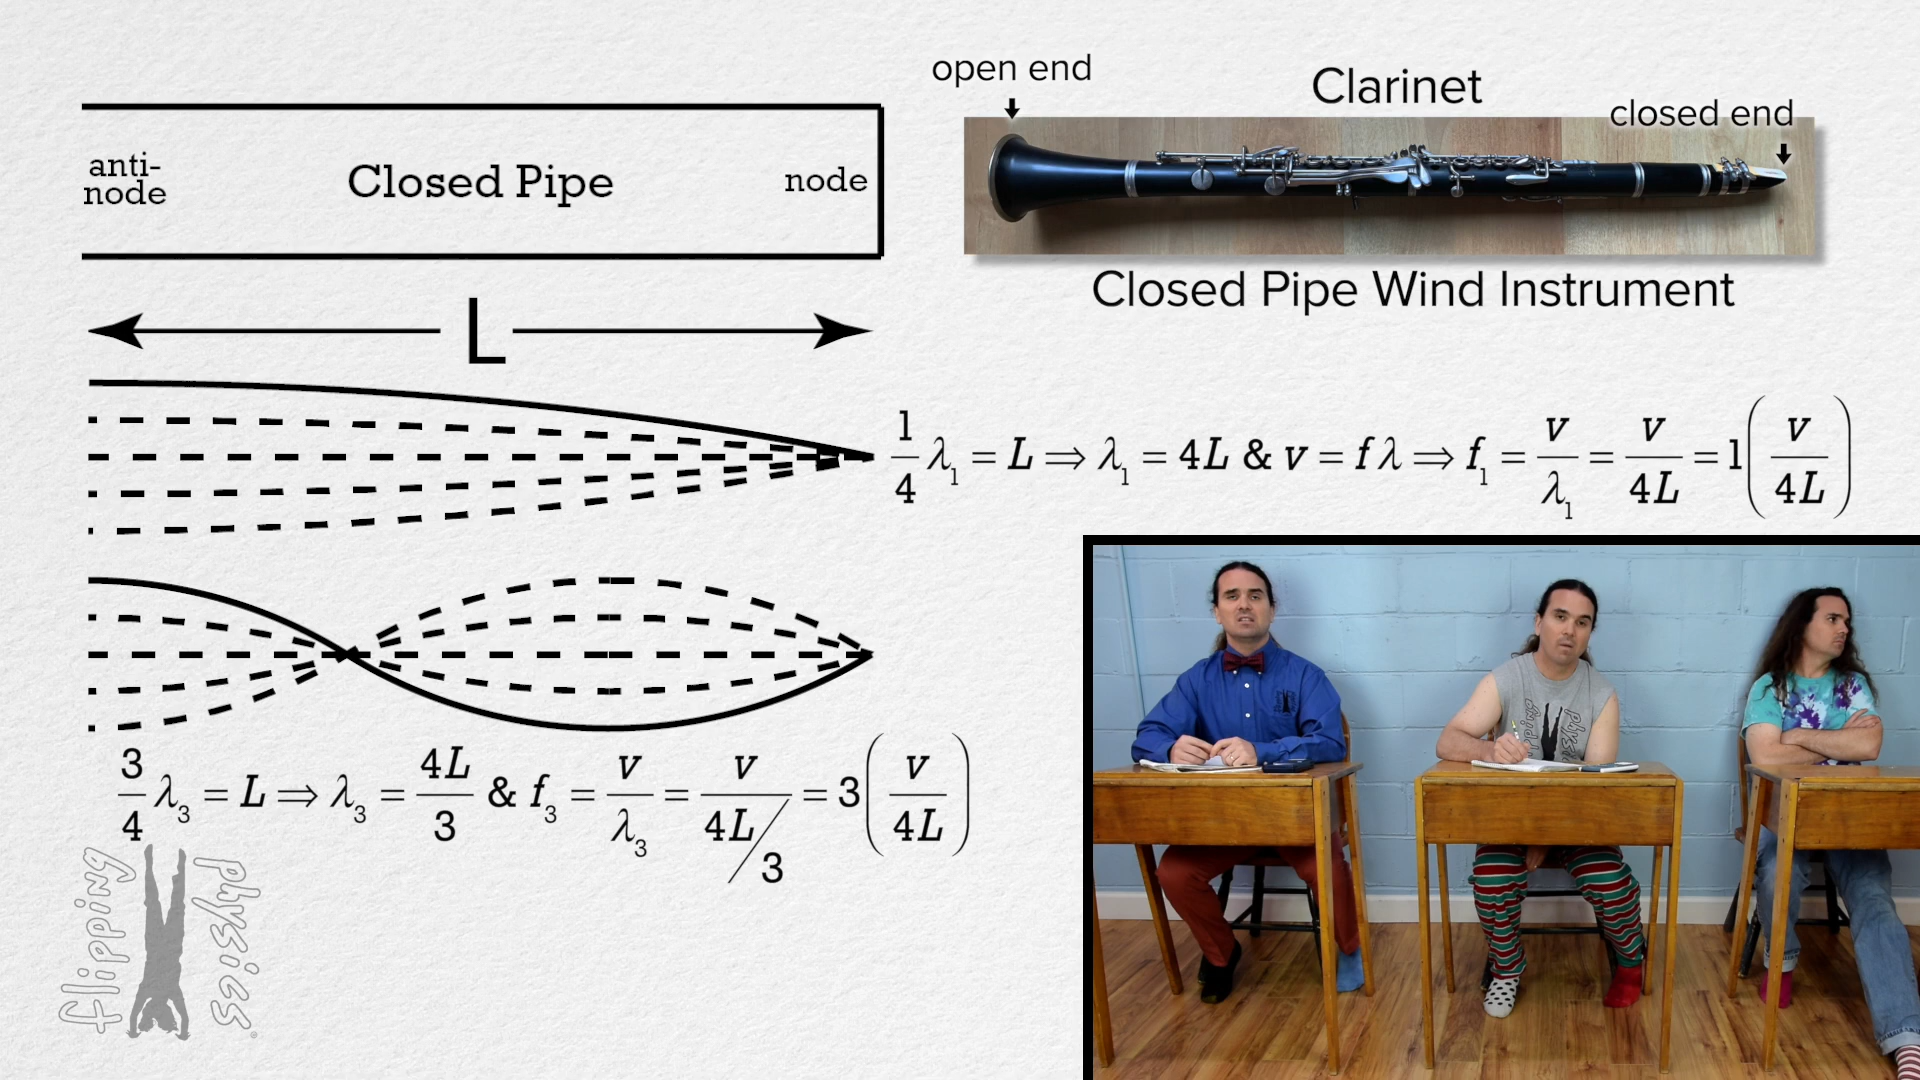 open end
Clarinet
closed end
anti-
node
Closed Pipe
node
Closed Pipe Wind Instrument
L
1/4 λ₁ = L ⇒ λ₁ = 4L & v = fλ ⇒ f₁ = v/λ₁ = v/4L = 1(v/4L)
3/4 λ₃ = L ⇒ λ₃ = 4L/3 & f₃ = v/λ₃ = v/(4L/3) = 3(v/4L)
flipping
physics